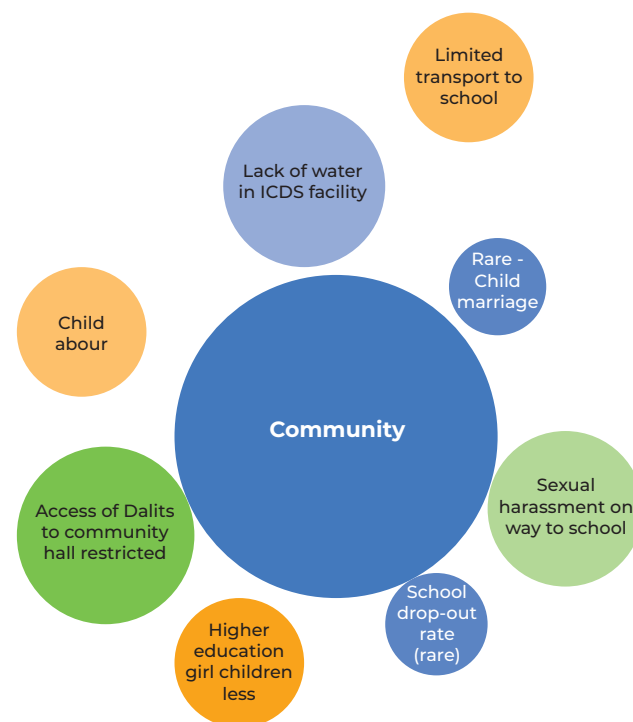 Limited
transport to
school
Lack of water
in ICDS facility
Rare -
Child
marriage
Child
abour
Community
Sexual
harassment on
way to school
Access of Dalits
to community
hall restricted
School
drop-out
rate
(rare)
Higher
education
girl children
less